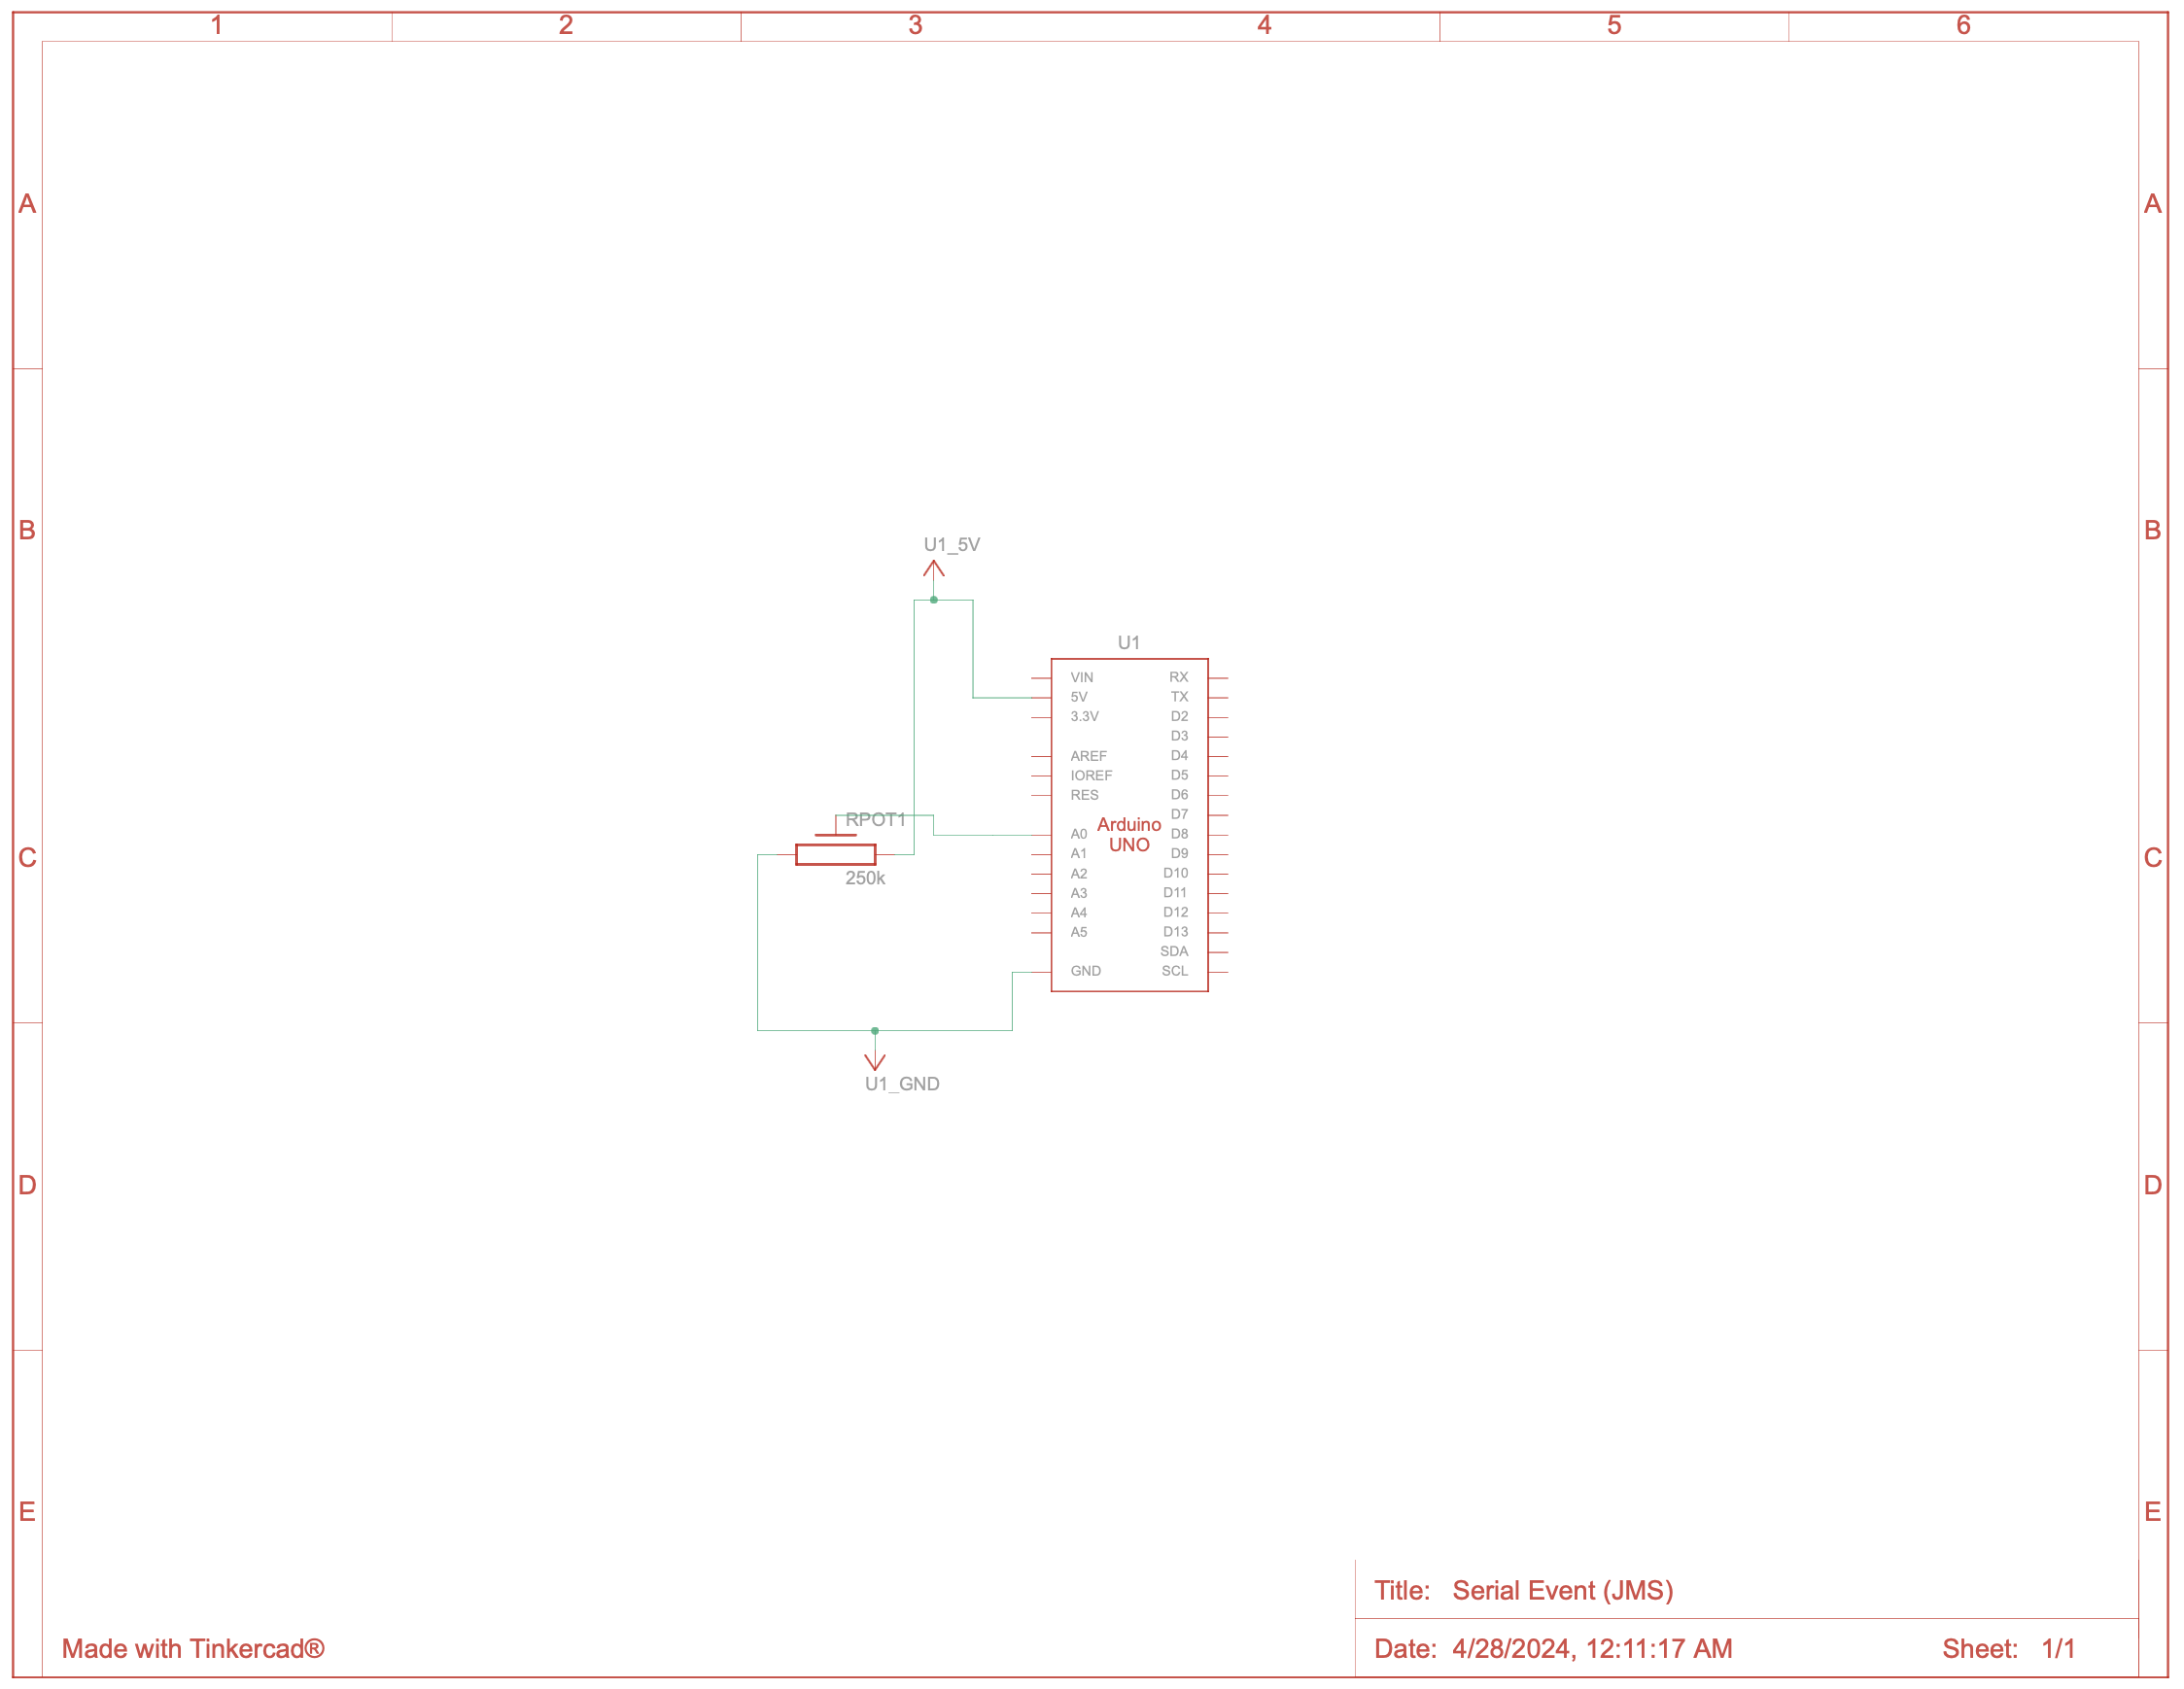 1 2 3 4 5 6
A A
B B
U1_5V
U1
VIN RX
5V TX
3.3V D2
D3
AREF D4
IOREF D5
RES D6
D7
RPOT1
Arduino
A0 D8
UNO
A1 D9
C C
250k
A2 D10
A3 D11
A4 D12
A5 D13
SDA
GND SCL
U1_GND
D D
E E
Title: Serial Event (JMS)
Made with Tinkercad®
Date: 4/28/2024, 12:11:17 AM Sheet: 1/1